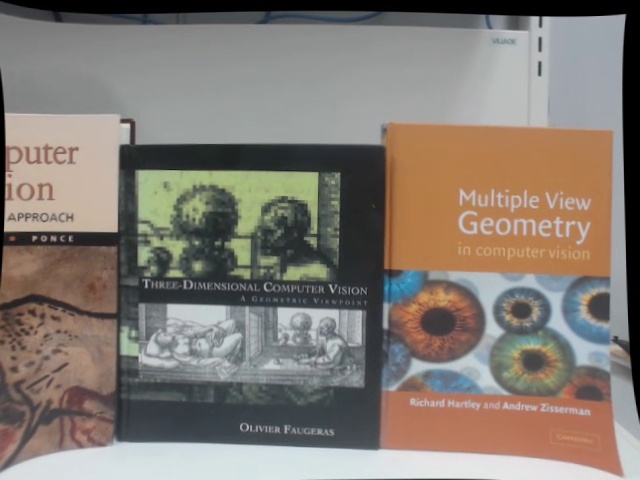 puter
ion
APPROACH
PONCE
THREE-DIMENSIONAL COMPUTER VISION
A GEOMETRIC VIEWPOINT
OLIVIER FAUGERAS
Multiple View
Geometry
in computer vision
Richard Hartley and Andrew Zisserman
CAMBRIDGE